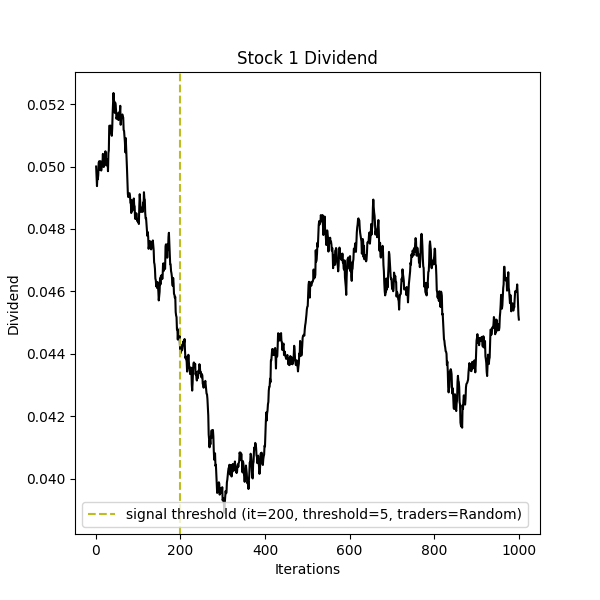 Stock 1 Dividend
Dividend
0.052
0.050
0.048
0.046
0.044
0.042
0.040
signal threshold (it=200, threshold=5, traders=Random)
0 200 400 600 800 1000
Iterations